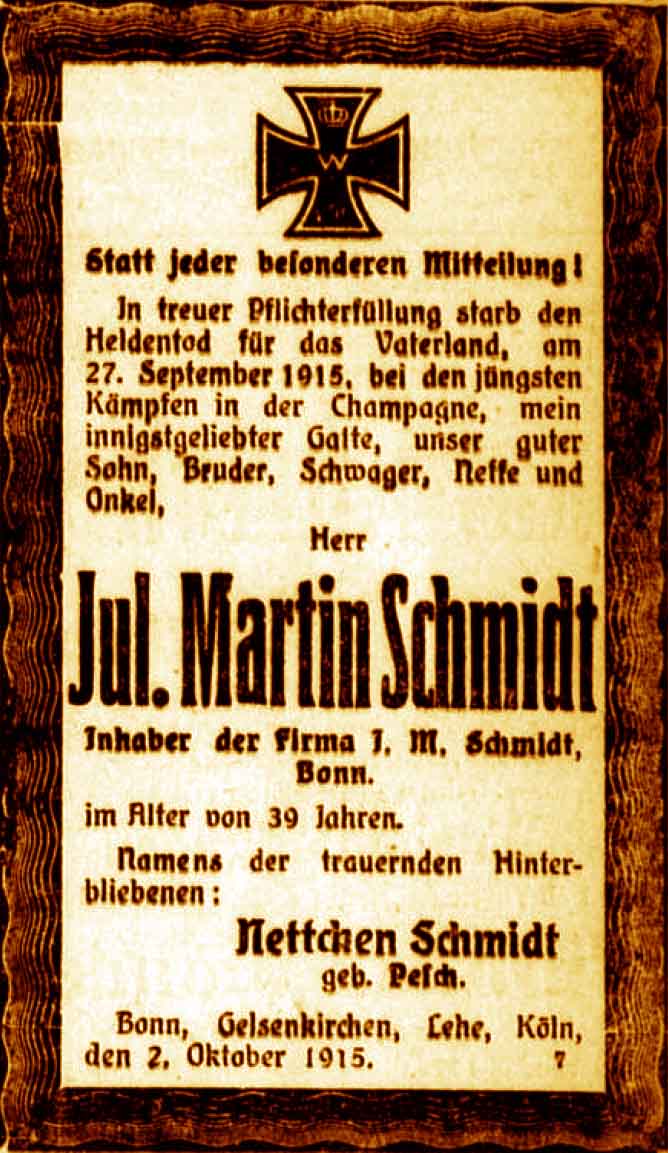 W
Statt jeder besonderen Mitteilung!
In treuer Pflichterfüllung starb den
Heldentod für das Vaterland, am
27. September 1915, bei den jüngsten
Kämpfen in der Champagne, mein
innigstgeliebter Gatte, unser guter
Sohn, Bruder, Schwager, Neffe und
Onkel,
Herr
Jul. Martin Schmidt
Inhaber der Firma J. M. Schmidt,
Bonn.
im Alter von 39 Jahren.
Namens der trauernden Hinter-
bliebenen:
Nettchen Schmidt
geb. Pesch.
Bonn, Gelsenkirchen, Lehe, Köln,
den 2. Oktober 1915. 7